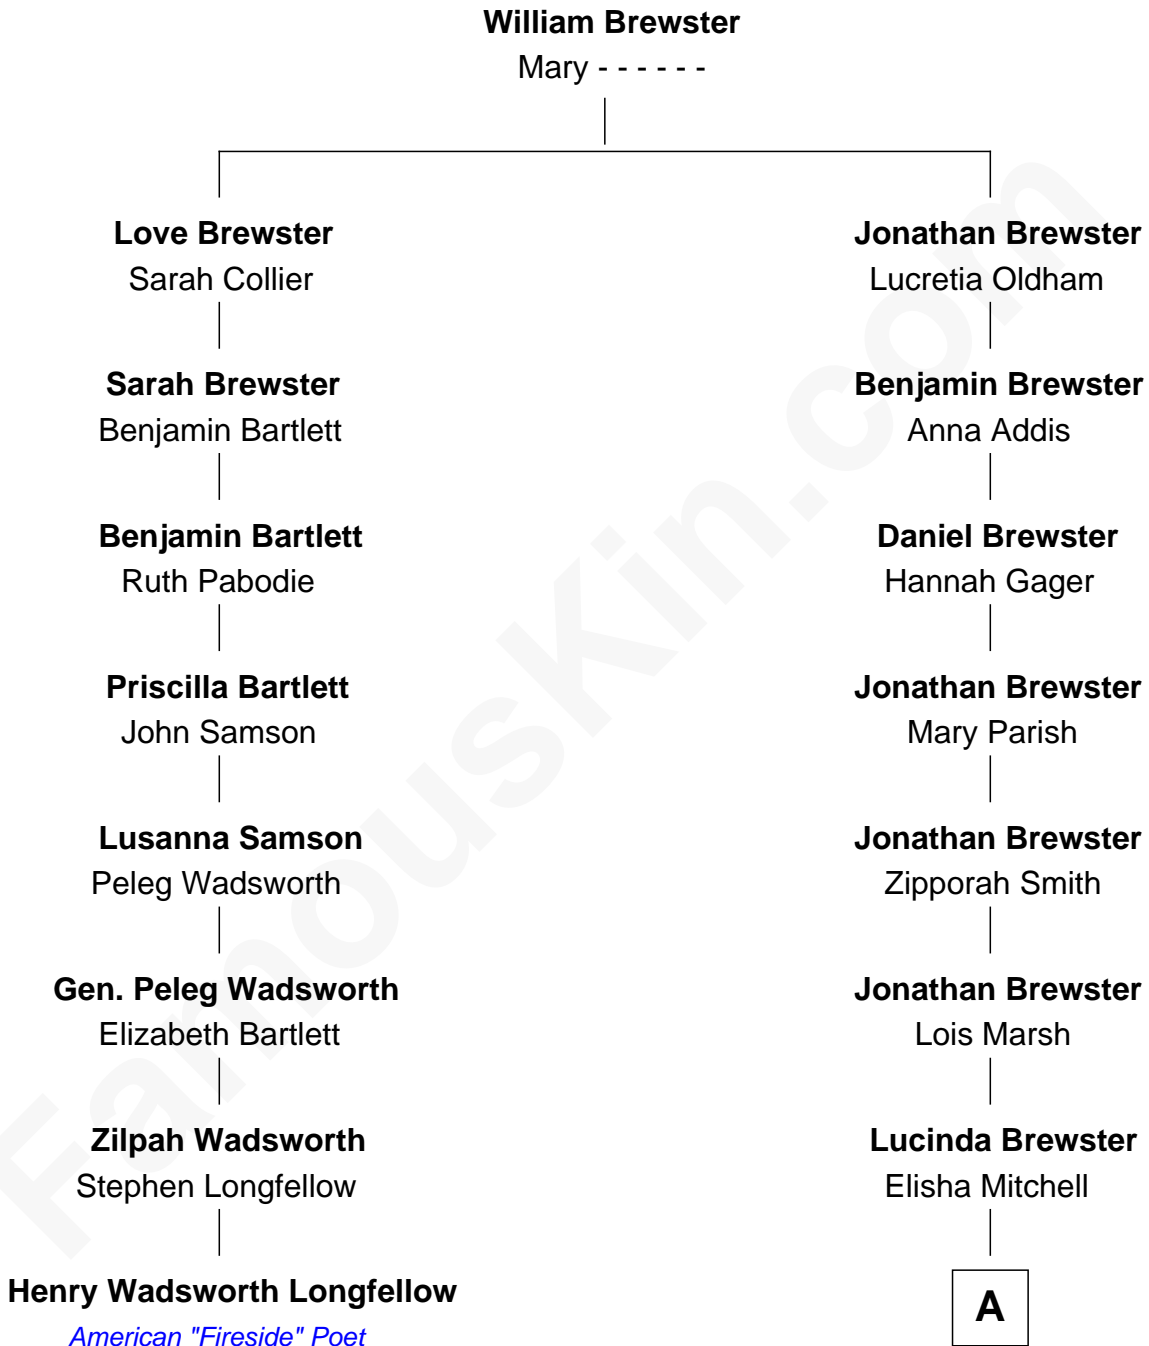 William Brewster
Mary - - - - - -
Love Brewster
Sarah Collier
Jonathan Brewster
Lucretia Oldham
Sarah Brewster
Benjamin Bartlett
Benjamin Brewster
Anna Addis
Benjamin Bartlett
Ruth Pabodie
Daniel Brewster
Hannah Gager
Priscilla Bartlett
John Samson
Jonathan Brewster
Mary Parish
Lusanna Samson
Peleg Wadsworth
Jonathan Brewster
Zipporah Smith
Gen. Peleg Wadsworth
Elizabeth Bartlett
Jonathan Brewster
Lois Marsh
Zilpah Wadsworth
Stephen Longfellow
Lucinda Brewster
Elisha Mitchell
Henry Wadsworth Longfellow
American "Fireside" Poet
A
FamousKin.com